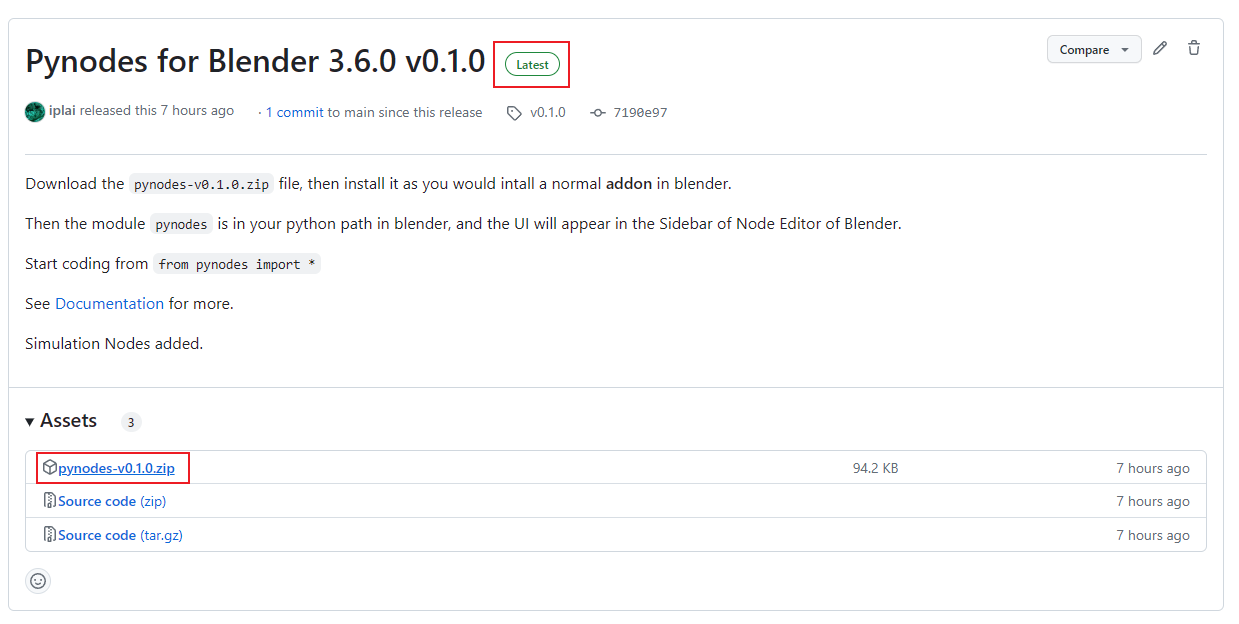 Pynodes for Blender 3.6.0 v0.1.0 Latest Compare
iplai released this 7 hours ago · 1 commit to main since this release v0.1.0 7190e97
Download the pynodes-v0.1.0.zip file, then install it as you would intall a normal addon in blender.
Then the module pynodes is in your python path in blender, and the UI will appear in the Sidebar of Node Editor of Blender.
Start coding from from pynodes import *
See Documentation for more.
Simulation Nodes added.
Assets 3
pynodes-v0.1.0.zip 94.2 KB 7 hours ago
Source code (zip) 7 hours ago
Source code (tar.gz) 7 hours ago